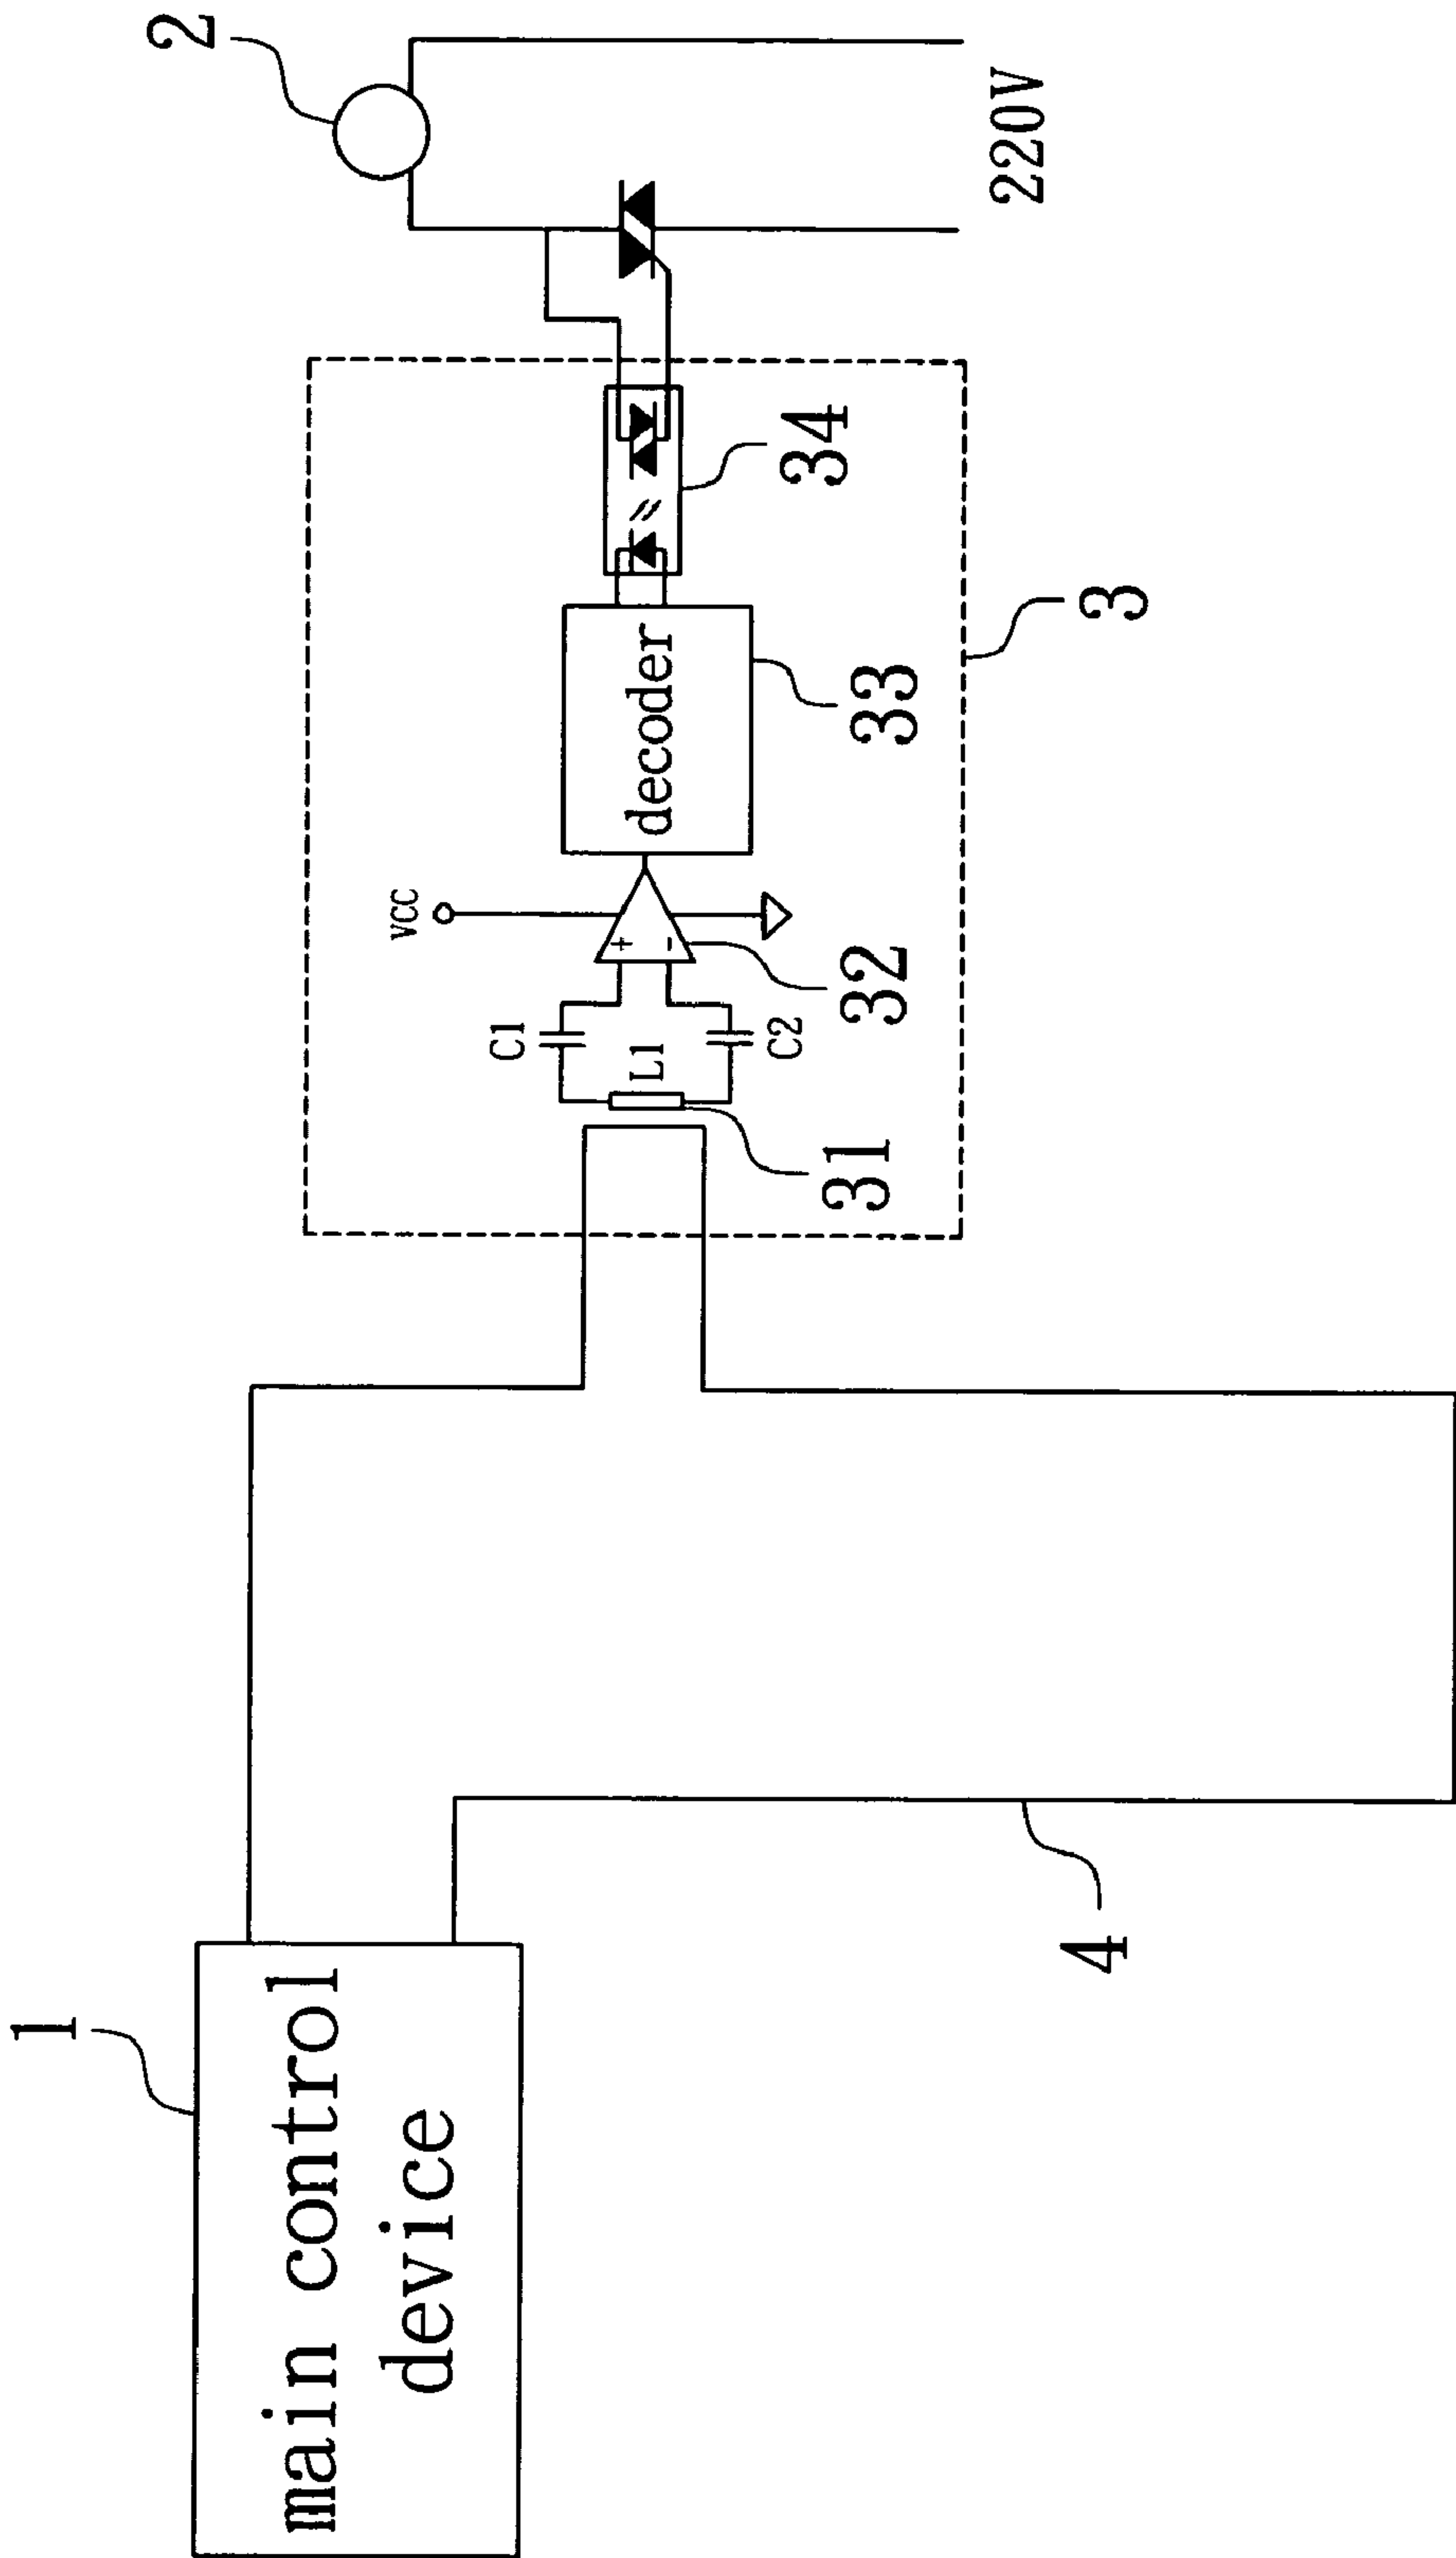 1
main control
device
4
31
L1
C1
C2
+
-
32
VCC
decoder
33
34
3
2
220V